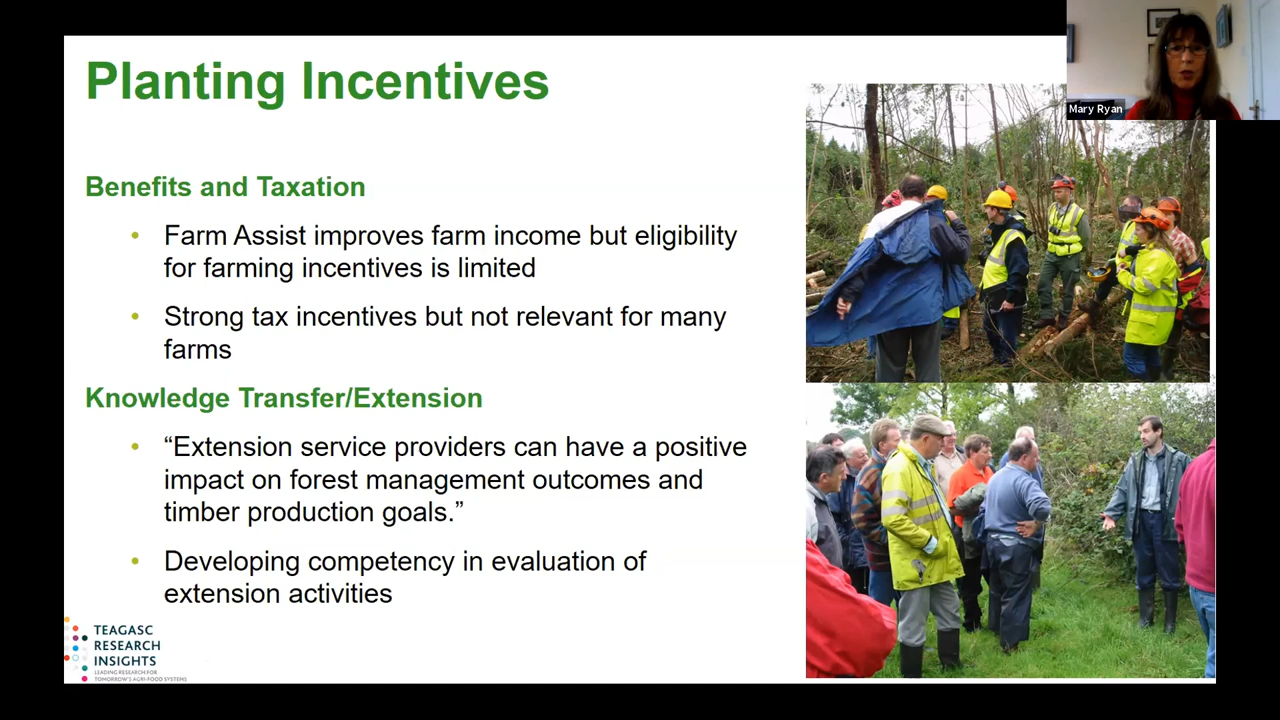 Planting Incentives
Mary Ryan
Benefits and Taxation
• Farm Assist improves farm income but eligibility
for farming incentives is limited
• Strong tax incentives but not relevant for many
farms
Knowledge Transfer/Extension
• “Extension service providers can have a positive
impact on forest management outcomes and
timber production goals.”
• Developing competency in evaluation of
extension activities
TEAGASC
RESEARCH
INSIGHTS
LEADING RESEARCH FOR
TOMORROW'S AGRI-FOOD SYSTEMS